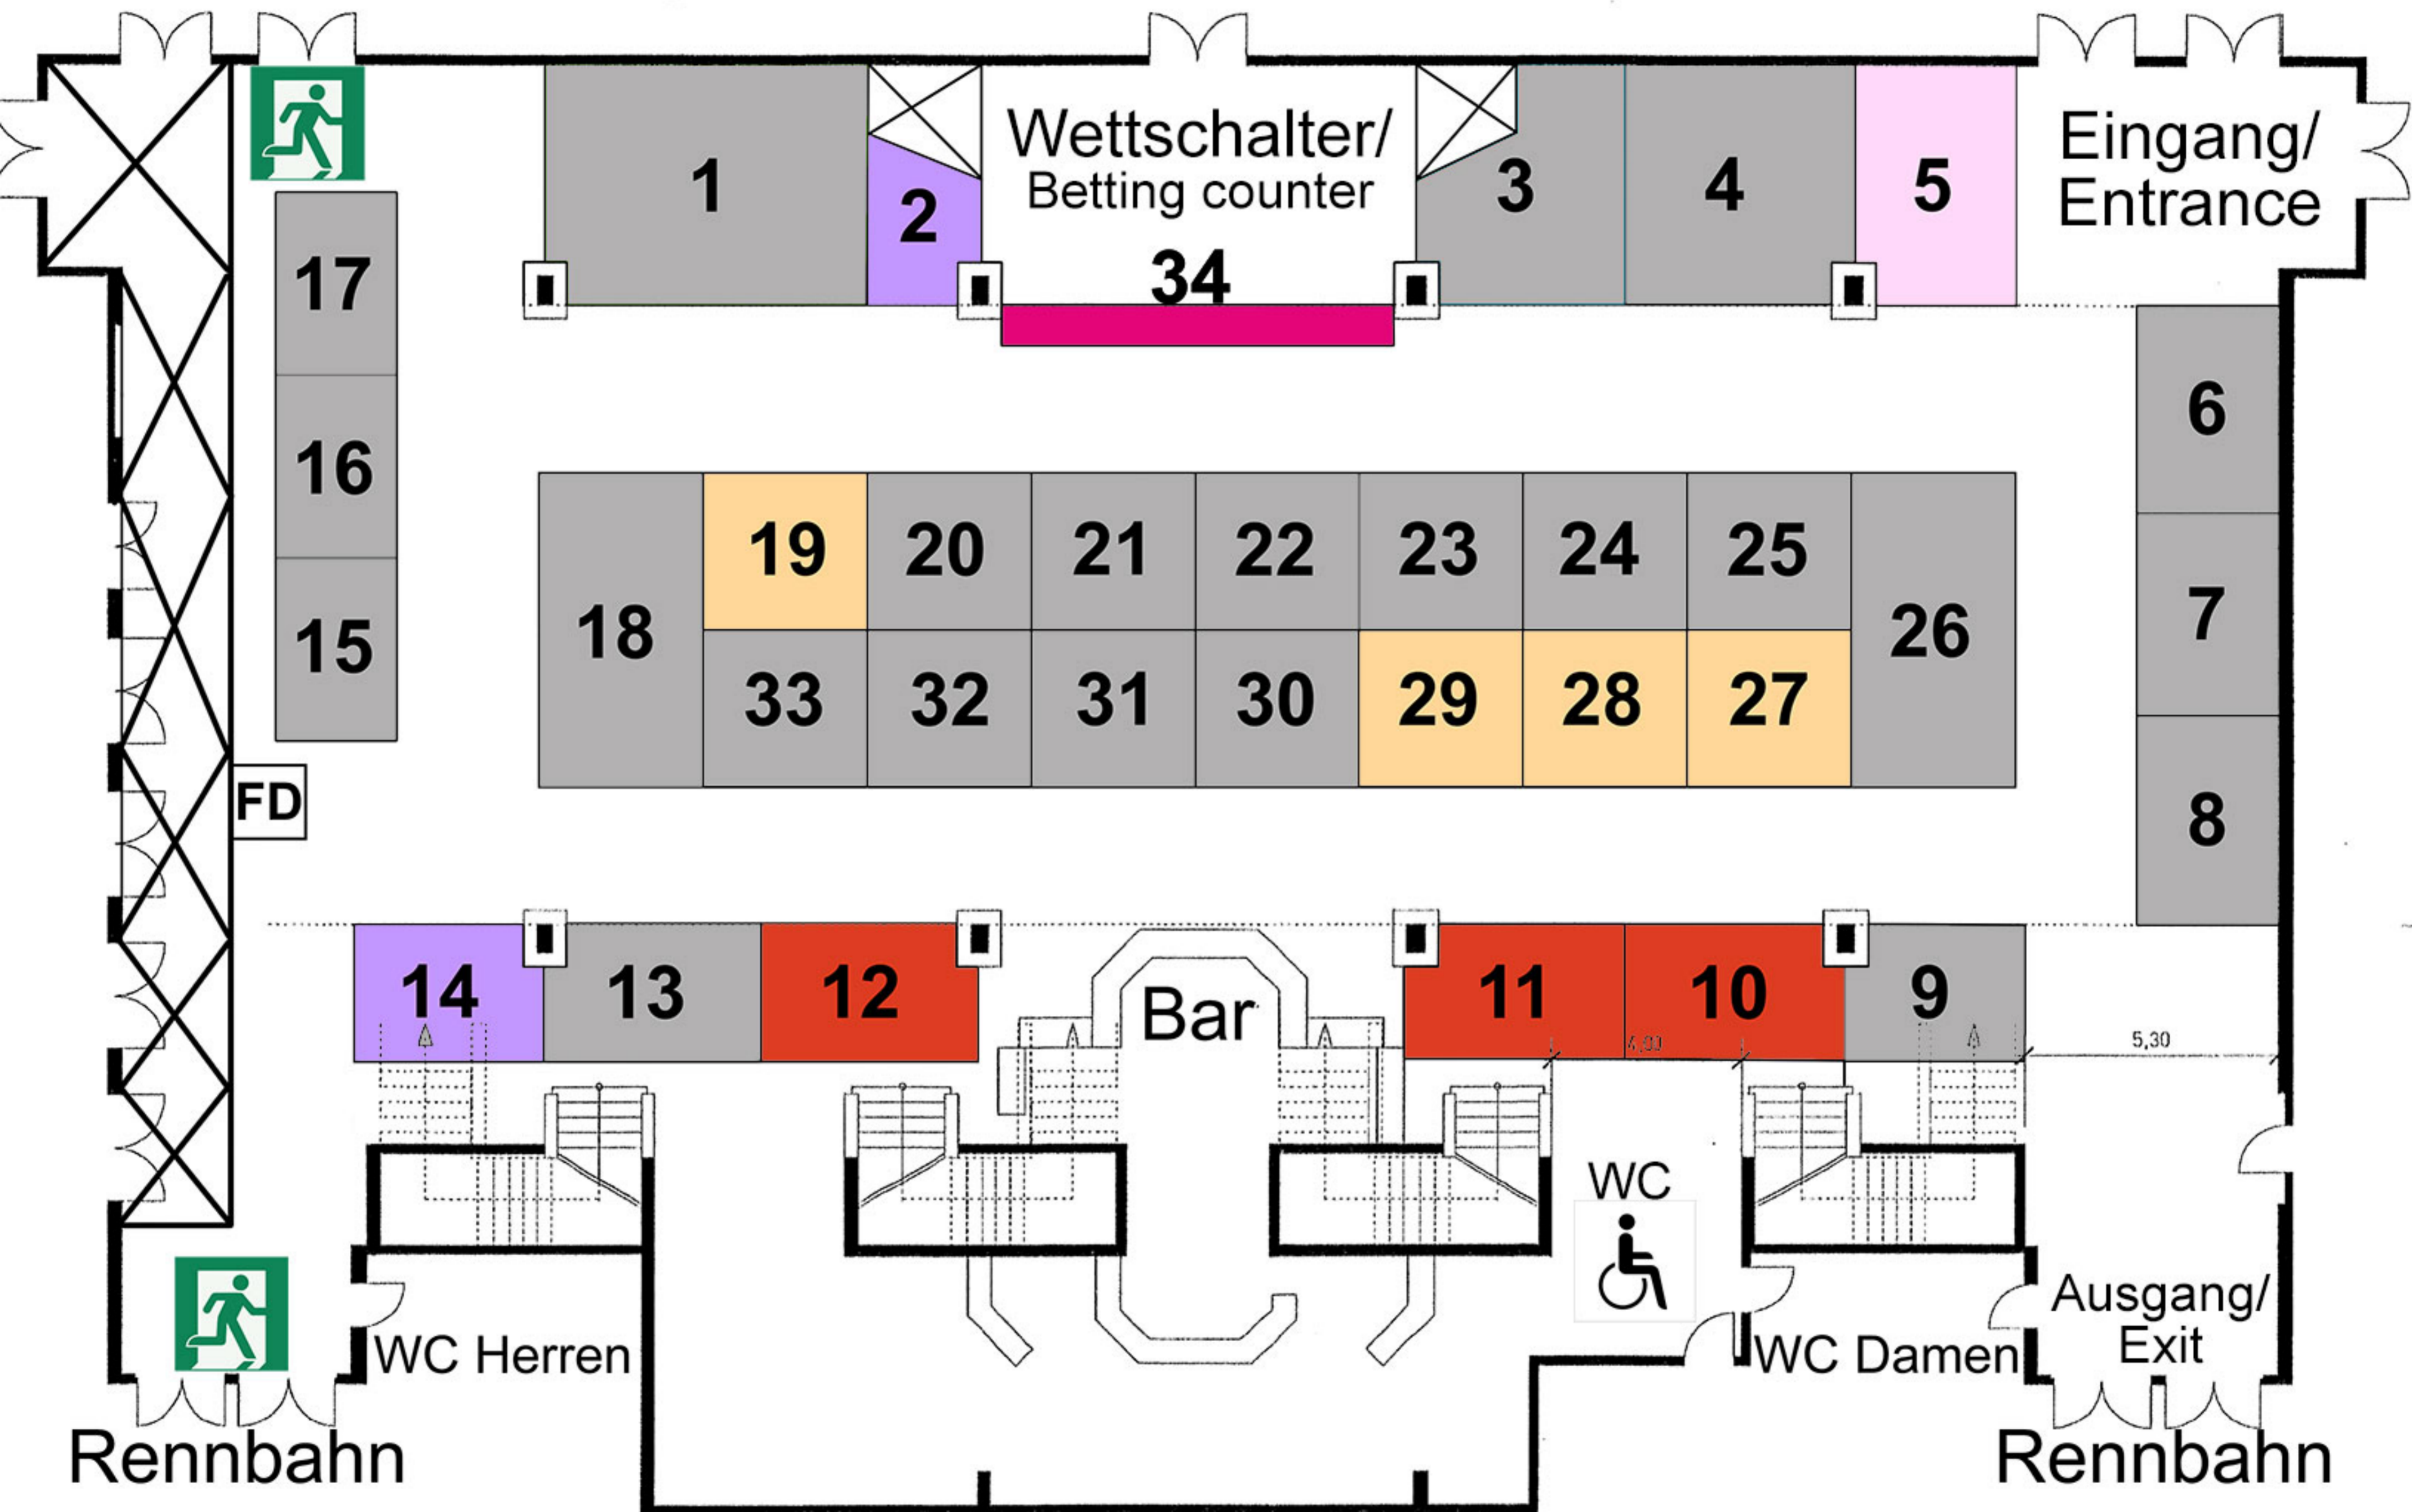 Wettschalter/
Betting counter
34
Eingang/
Entrance
1
2
3
4
5
17
16
15
6
7
8
18
19
20
21
22
23
24
25
26
33
32
31
30
29
28
27
FD
14
13
12
Bar
11
10
9
4,00
5,30
WC
WC Herren
WC Damen
Ausgang/
Exit
Rennbahn
Rennbahn